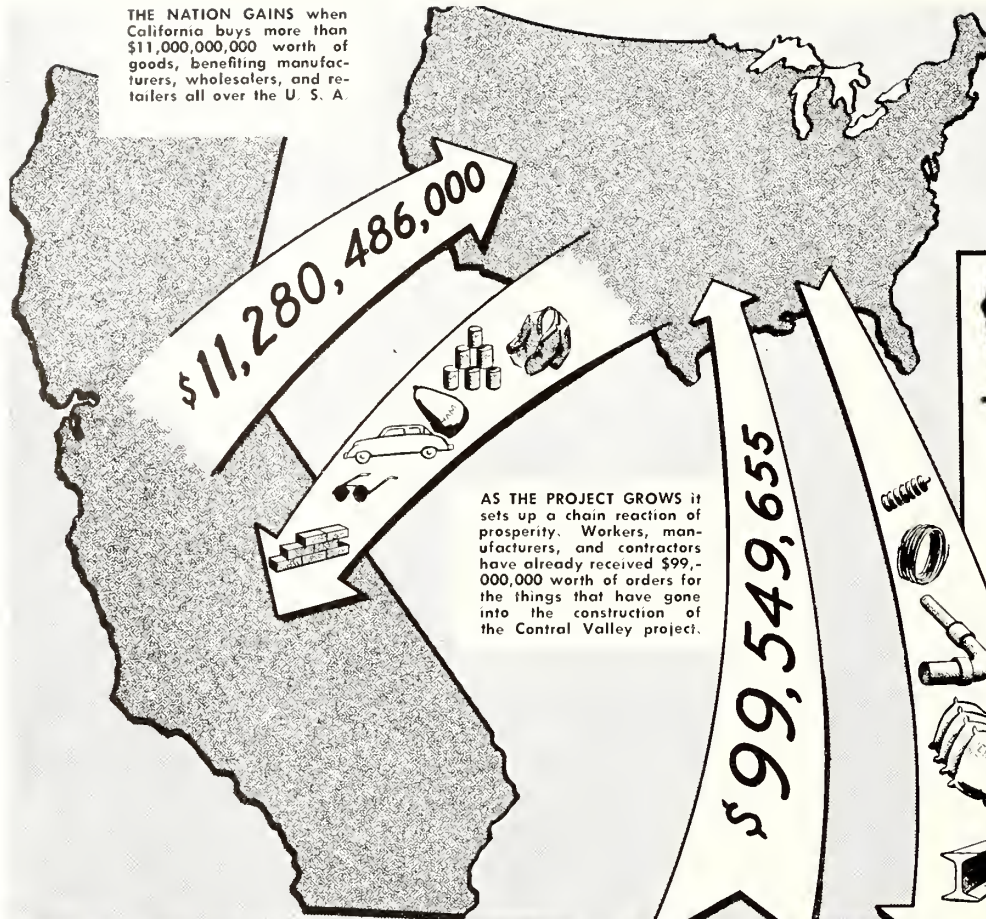 THE NATION GAINS when
California buys more than
$11,000,000,000 worth of
goods, benefiting manufac-
turers, wholesalers, and re-
tailers all over the U. S. A.
$11,280,486,000
HAM
AS THE PROJECT GROWS it
sets up a chain reaction of
prosperity. Workers, man-
ufacturers, and contractors
have already received $99,-
000,000 worth of orders for
the things that have gone
into the construction of
the Central Valley project.
$99,549,655